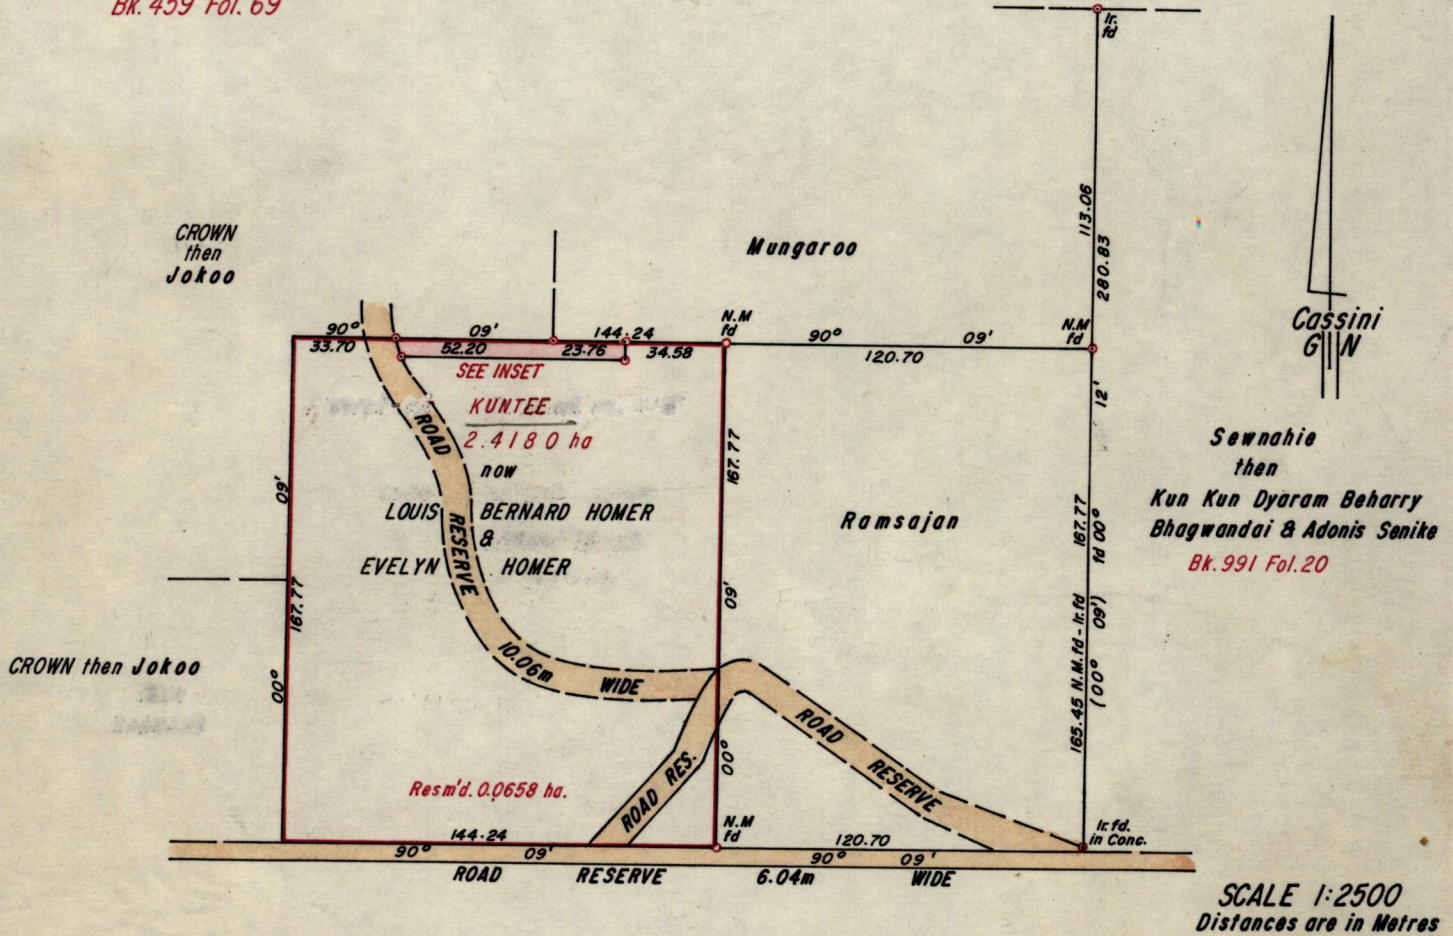 Bk. 459 Fol. 69
Ir.
fd
113.06
280.83
CROWN
then
Jokoo
Mungaroo
Cassini
G N
90° 09' 144.24
33.70 52.20 23.76 34.58
N.M
fd
90° 09'
120.70
N.M
fd
SEE INSET
KUNTEE
2.4180 ha
now
LOUIS BERNARD HOMER
&
EVELYN HOMER
ROAD RESERVE 10.06m WIDE
167.77
00° 09'
167.77
00° 09'
Ramsajan
12'
167.77
fd 00°
165.45 N.M.fd - Ir.fd
(00° 09')
Sewnahie
then
Kun Kun Dyaram Beharry
Bhagwandai & Adonis Senike
Bk. 991 Fol. 20
CROWN then Jokoo
ROAD RESERVE
ROAD RES.
Resm'd. 0.0658 ha.
N.M
fd
Ir. fd.
in Conc.
144.24
90° 09'
120.70
90° 09'
ROAD RESERVE 6.04m WIDE
SCALE 1:2500
Distances are in Metres